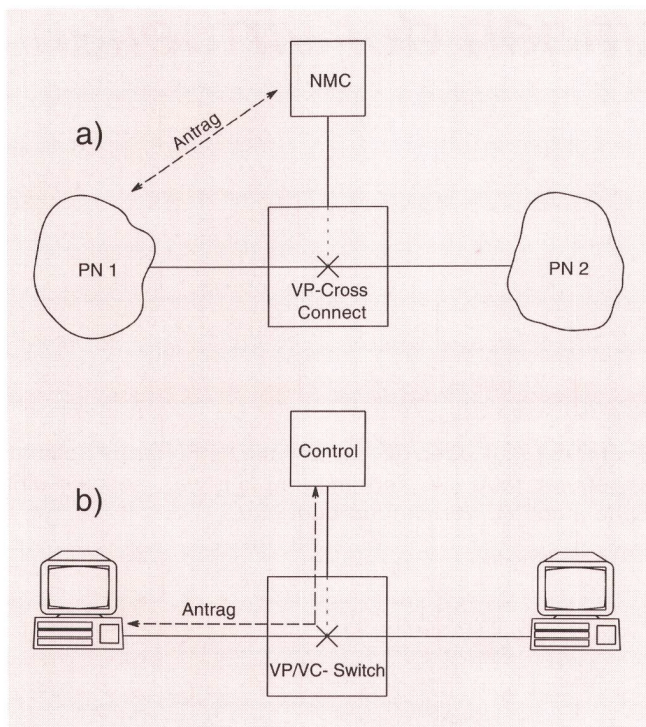 NMC
Antrag
a)
PN 1
PN 2
VP-Cross
Connect
Control
b)
Antrag
VP/VC- Switch